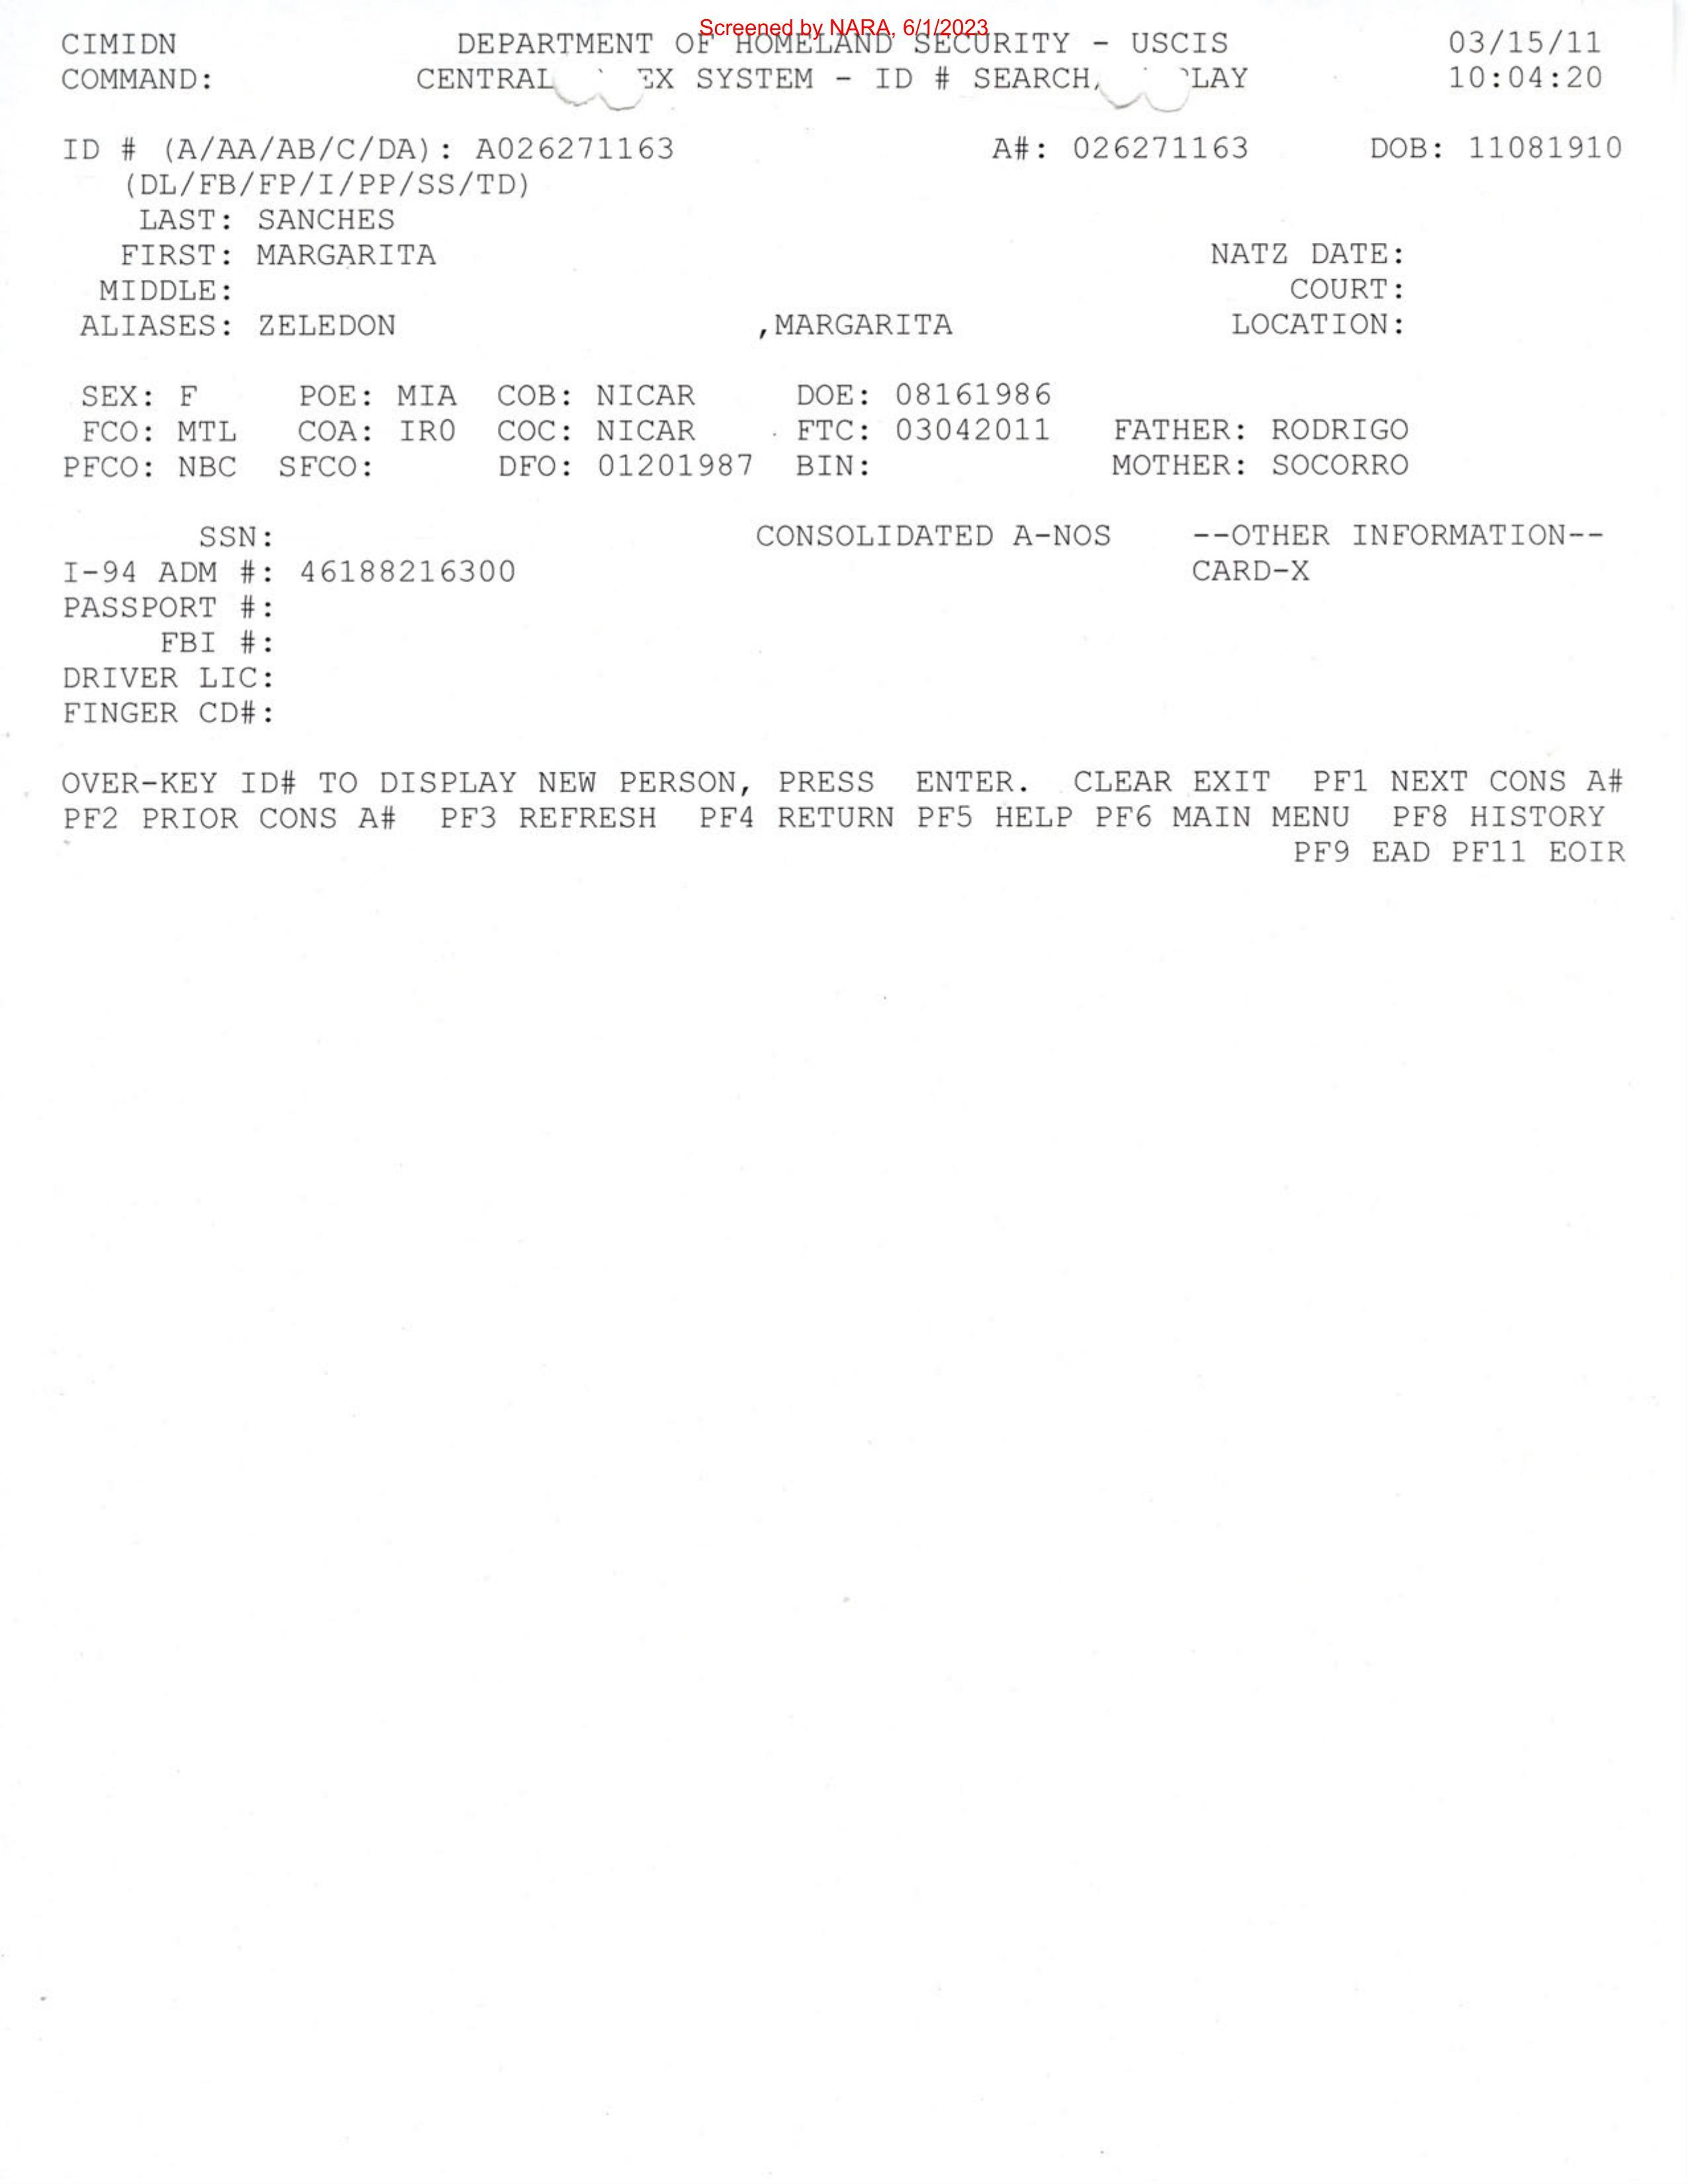 Screened by NARA, 6/1/2023
CIMIDN DEPARTMENT OF HOMELAND SECURITY - USCIS 03/15/11
COMMAND: CENTRAL EX SYSTEM - ID # SEARCH/ LAY 10:04:20
ID # (A/AA/AB/C/DA): A026271163 A#: 026271163 DOB: 11081910
(DL/FB/FP/I/PP/SS/TD)
LAST: SANCHES
FIRST: MARGARITA NATZ DATE:
MIDDLE: COURT:
ALIASES: ZELEDON ,MARGARITA LOCATION:
SEX: F POE: MIA COB: NICAR DOE: 08161986
FCO: MTL COA: IR0 COC: NICAR FTC: 03042011 FATHER: RODRIGO
PFCO: NBC SFCO: DFO: 01201987 BIN: MOTHER: SOCORRO
SSN: CONSOLIDATED A-NOS --OTHER INFORMATION--
I-94 ADM #: 46188216300 CARD-X
PASSPORT #:
FBI #:
DRIVER LIC:
FINGER CD#:
OVER-KEY ID# TO DISPLAY NEW PERSON, PRESS ENTER. CLEAR EXIT PF1 NEXT CONS A#
PF2 PRIOR CONS A# PF3 REFRESH PF4 RETURN PF5 HELP PF6 MAIN MENU PF8 HISTORY
PF9 EAD PF11 EOIR